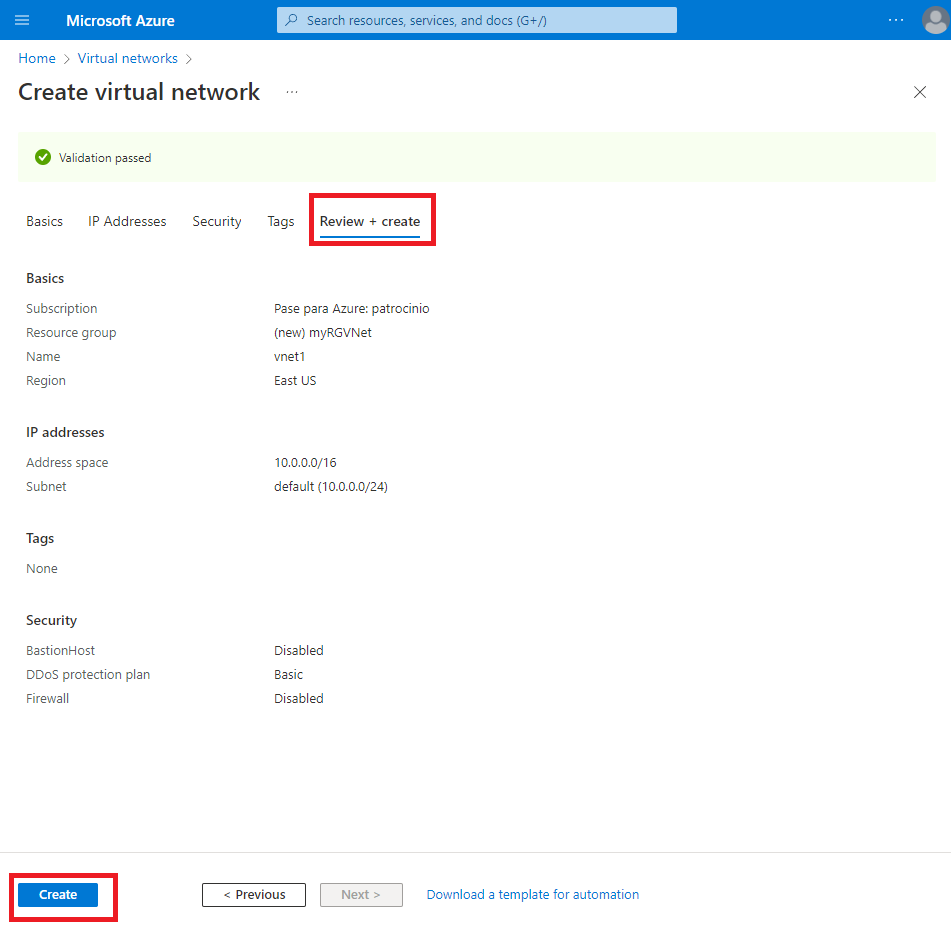 Microsoft Azure
Search resources, services, and docs (G+/)
...
Home > Virtual networks >
Create virtual network ...
Validation passed
Basics IP Addresses Security Tags Review + create
Basics
Subscription Pase para Azure: patrocinio
Resource group (new) myRGVNet
Name vnet1
Region East US
IP addresses
Address space 10.0.0.0/16
Subnet default (10.0.0.0/24)
Tags
None
Security
BastionHost Disabled
DDoS protection plan Basic
Firewall Disabled
Create < Previous Next > Download a template for automation